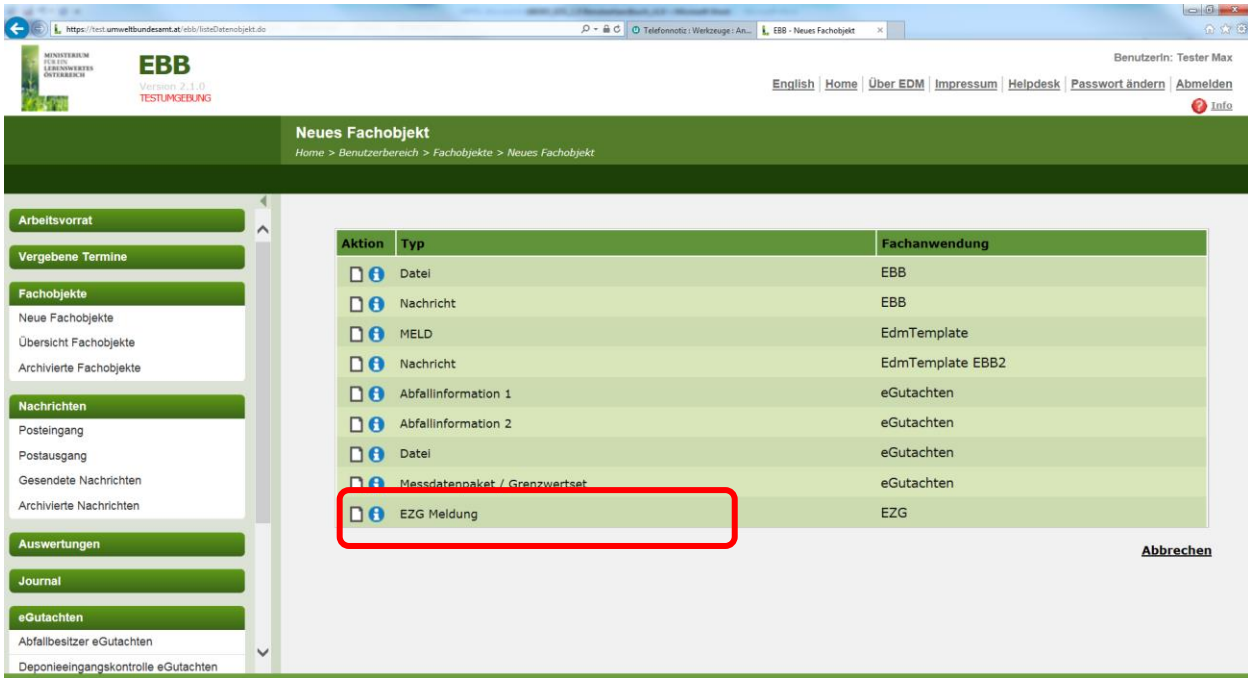 https://test.umweltbundesamt.at/ebb/listeDatenobjekt.do
Telefonnotiz : Werkzeuge : An...
EBB - Neues Fachobjekt
MINISTERIUM
FÜR EIN
LEBENSWERTES
ÖSTERREICH
EBB
Version 2.1.0
TESTUMGEBUNG
BenutzerIn: Tester Max
English | Home | Über EDM | Impressum | Helpdesk | Passwort ändern | Abmelden
Info
Neues Fachobjekt
Home > Benutzerbereich > Fachobjekte > Neues Fachobjekt
Arbeitsvorrat
Vergebene Termine
Fachobjekte
Neue Fachobjekte
Übersicht Fachobjekte
Archivierte Fachobjekte
Nachrichten
Posteingang
Postausgang
Gesendete Nachrichten
Archivierte Nachrichten
Auswertungen
Journal
eGutachten
Abfallbesitzer eGutachten
Deponieeingangskontrolle eGutachten
Aktion Typ Fachanwendung
Datei EBB
Nachricht EBB
MELD EdmTemplate
Nachricht EdmTemplate EBB2
Abfallinformation 1 eGutachten
Abfallinformation 2 eGutachten
Datei eGutachten
Messdatenpaket / Grenzwertset eGutachten
EZG Meldung EZG
Abbrechen